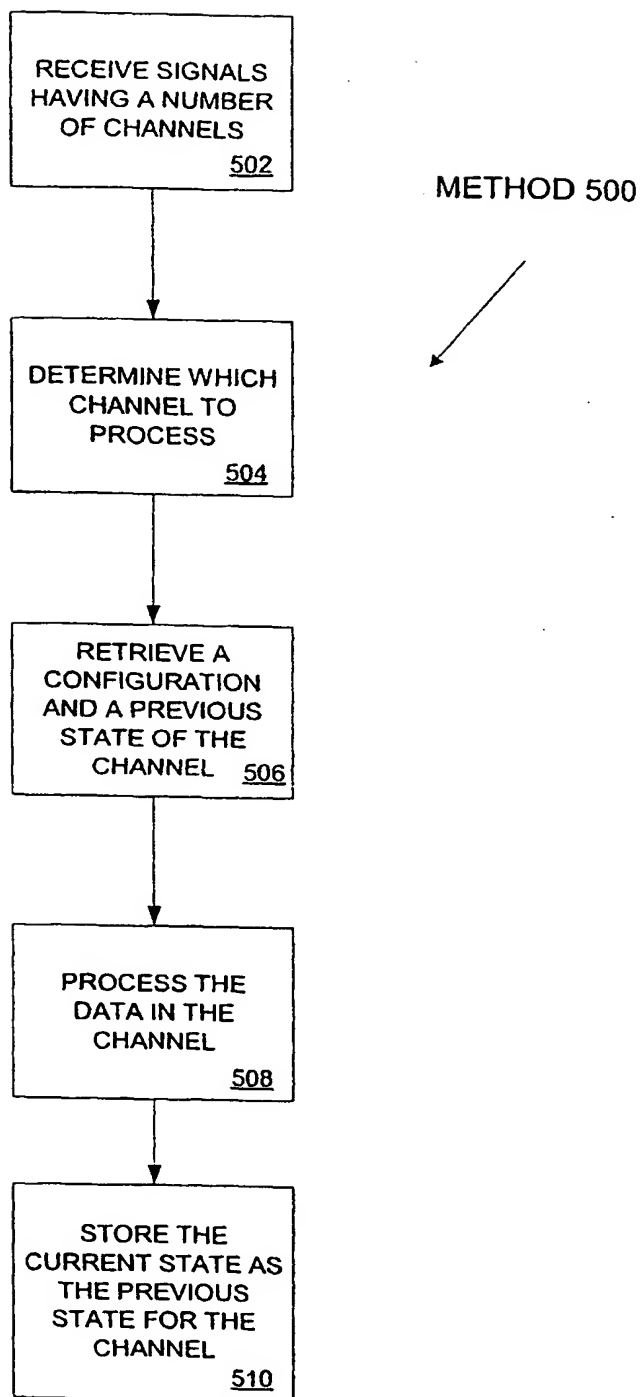 RECEIVE SIGNALS
HAVING A NUMBER
OF CHANNELS
502
METHOD 500
DETERMINE WHICH
CHANNEL TO
PROCESS
504
RETRIEVE A
CONFIGURATION
AND A PREVIOUS
STATE OF THE
CHANNEL 506
PROCESS THE
DATA IN THE
CHANNEL
508
STORE THE
CURRENT STATE AS
THE PREVIOUS
STATE FOR THE
CHANNEL
510